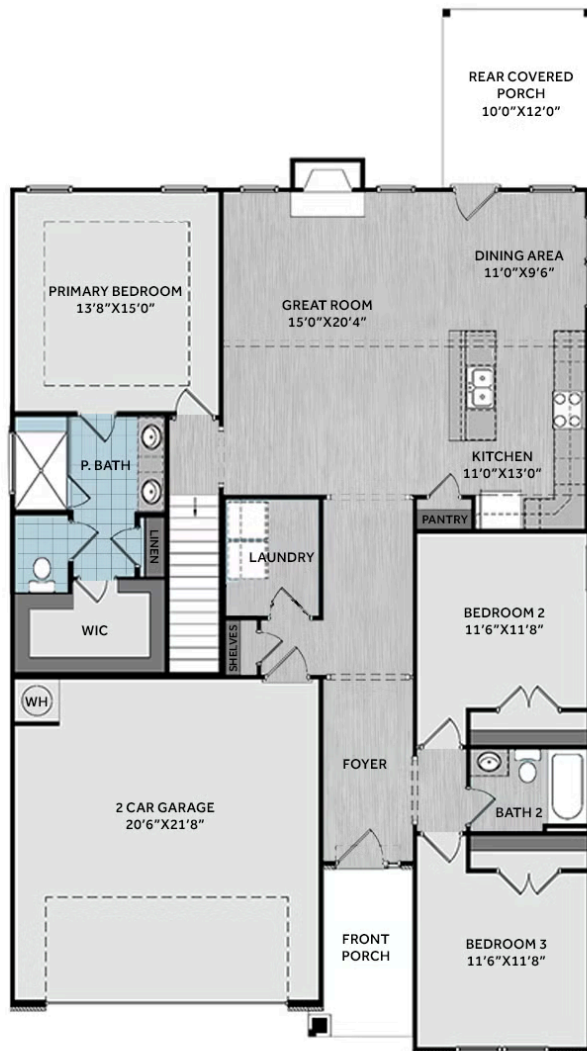 REAR COVERED
PORCH
10'0"X12'0"
DINING AREA
11'0X9'6"
PRIMARY BEDROOM
13'8"X15'0"
GREAT ROOM
15'0"X20'4"
P. BATH
KITCHEN
11'0"X13'0"
PANTRY
LINEN
LAUNDRY
WIC
SHELVES
BEDROOM 2
11'6"X11'8"
WH
FOYER
2 CAR GARAGE
20'6"X21'8"
BATH 2
FRONT
PORCH
BEDROOM 3
11'6"X11'8"